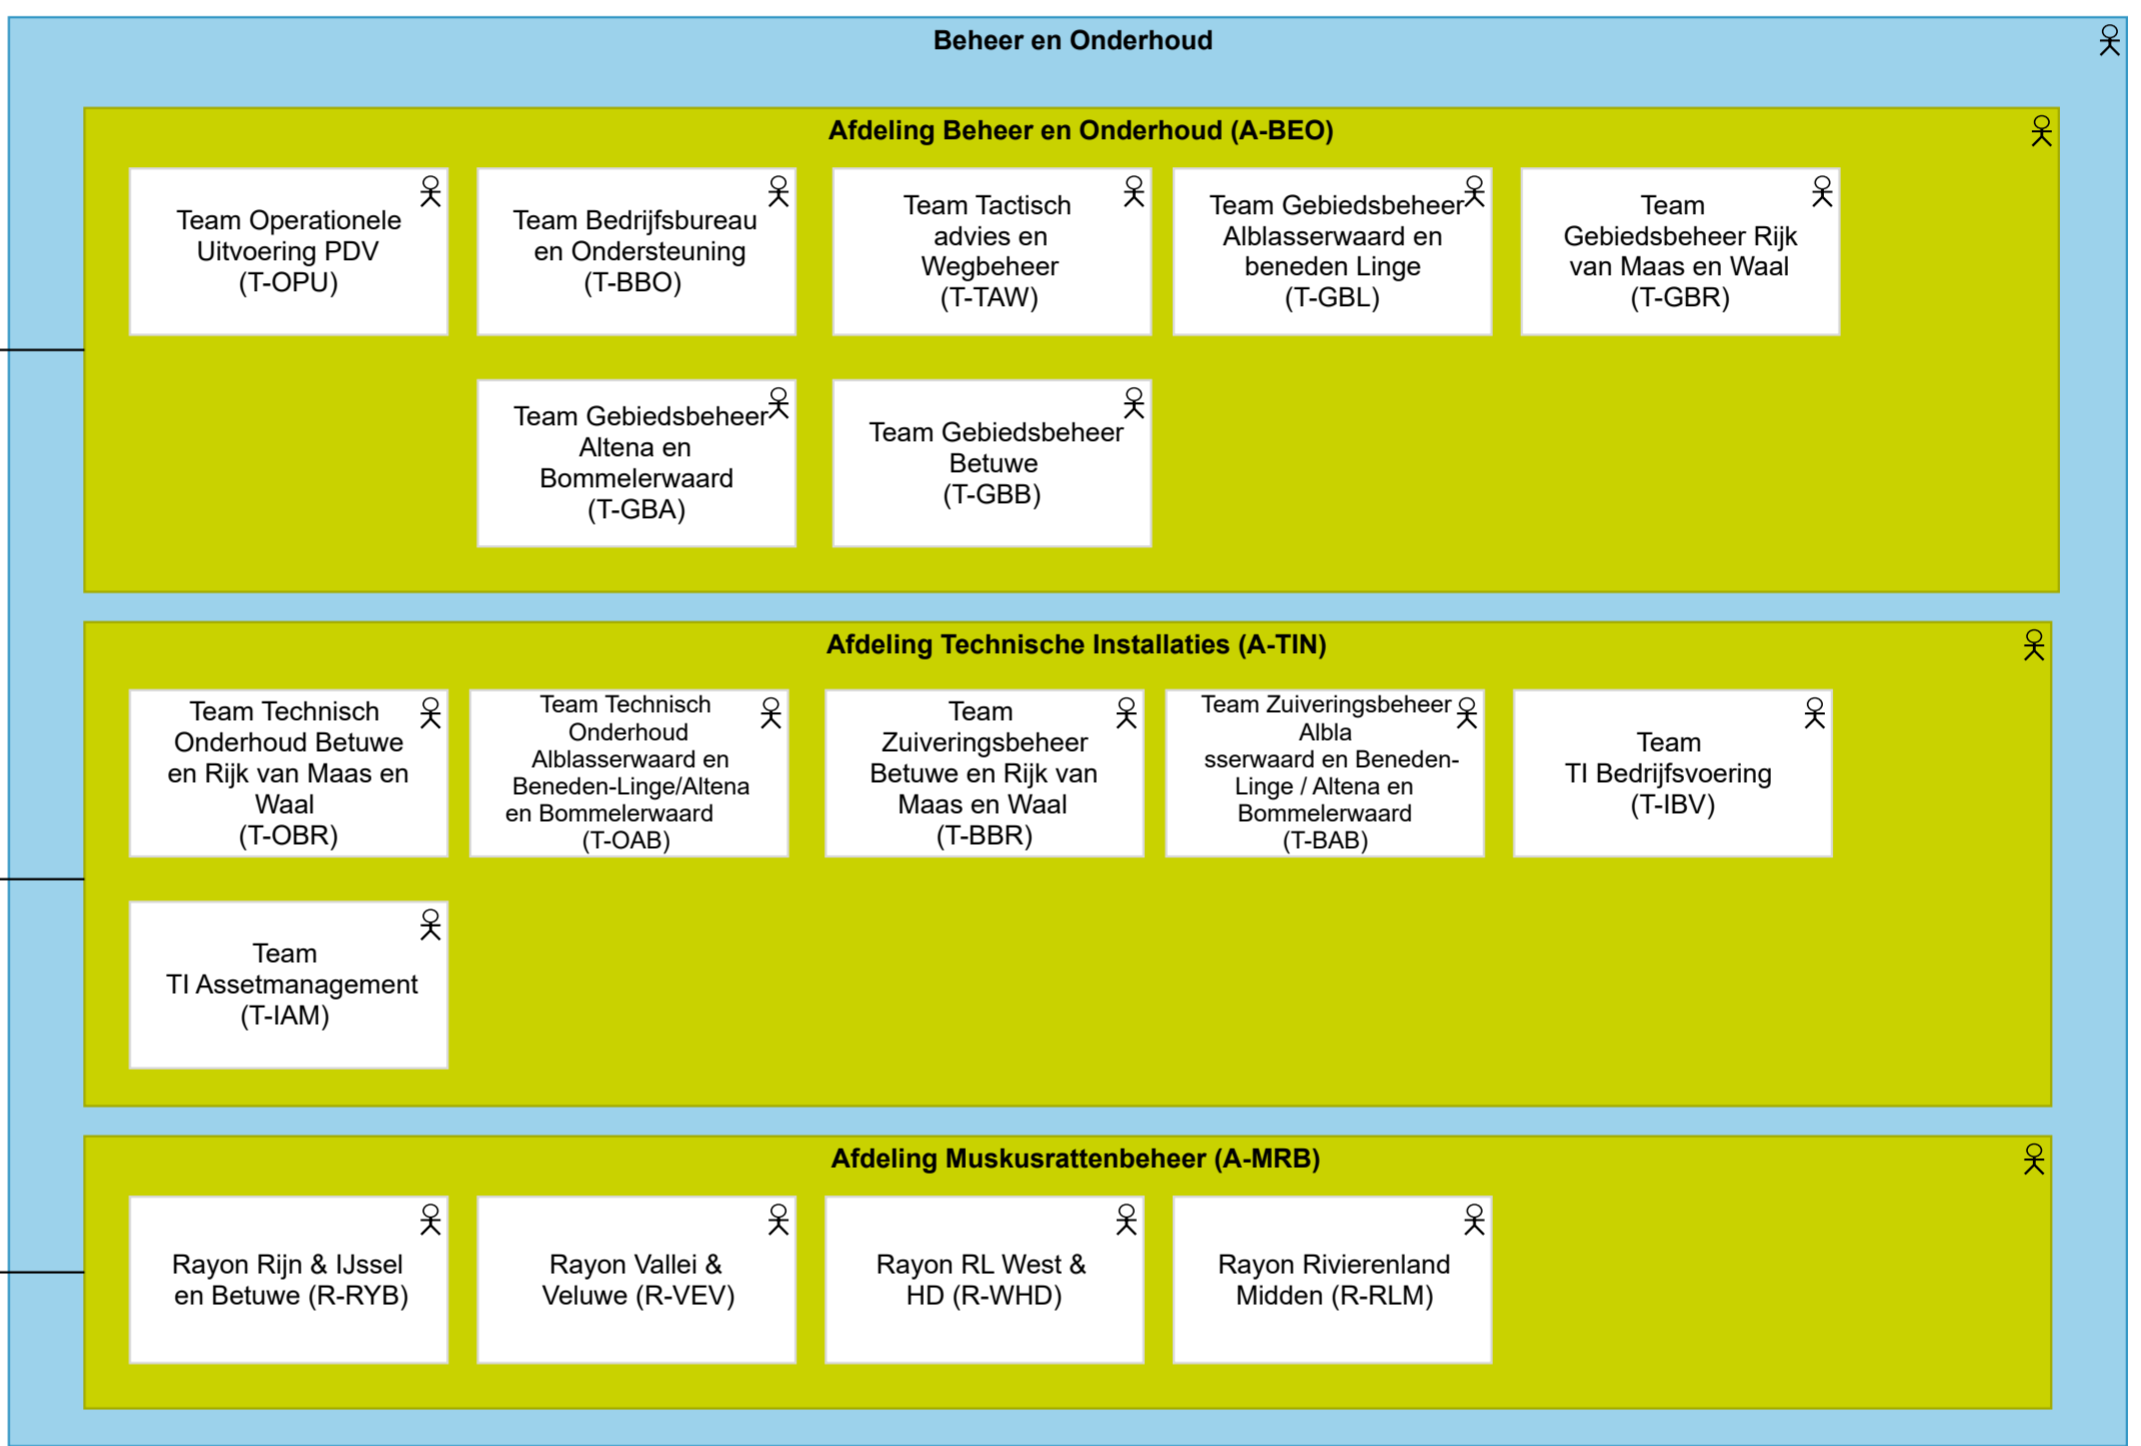 Beheer en Onderhoud
Afdeling Beheer en Onderhoud (A-BEO)
Team Operationele
Uitvoering PDV
(T-OPU)
Team Bedrijfsbureau
en Ondersteuning
(T-BBO)
Team Tactisch
advies en
Wegbeheer
(T-TAW)
Team Gebiedsbeheer
Alblasserwaard en
beneden Linge
(T-GBL)
Team
Gebiedsbeheer Rijk
van Maas en Waal
(T-GBR)
Team Gebiedsbeheer
Altena en
Bommelerwaard
(T-GBA)
Team Gebiedsbeheer
Betuwe
(T-GBB)
Afdeling Technische Installaties (A-TIN)
Team Technisch
Onderhoud Betuwe
en Rijk van Maas en
Waal
(T-OBR)
Team Technisch
Onderhoud
Alblasserwaard en
Beneden-Linge/Altena
en Bommelerwaard
(T-OAB)
Team
Zuiveringsbeheer
Betuwe en Rijk van
Maas en Waal
(T-BBR)
Team Zuiveringsbeheer
Albla
sserwaard en Beneden-
Linge / Altena en
Bommelerwaard
(T-BAB)
Team
TI Bedrijfsvoering
(T-IBV)
Team
TI Assetmanagement
(T-IAM)
Afdeling Muskusrattenbeheer (A-MRB)
Rayon Rijn & IJssel
en Betuwe (R-RYB)
Rayon Vallei &
Veluwe (R-VEV)
Rayon RL West &
HD (R-WHD)
Rayon Rivierenland
Midden (R-RLM)